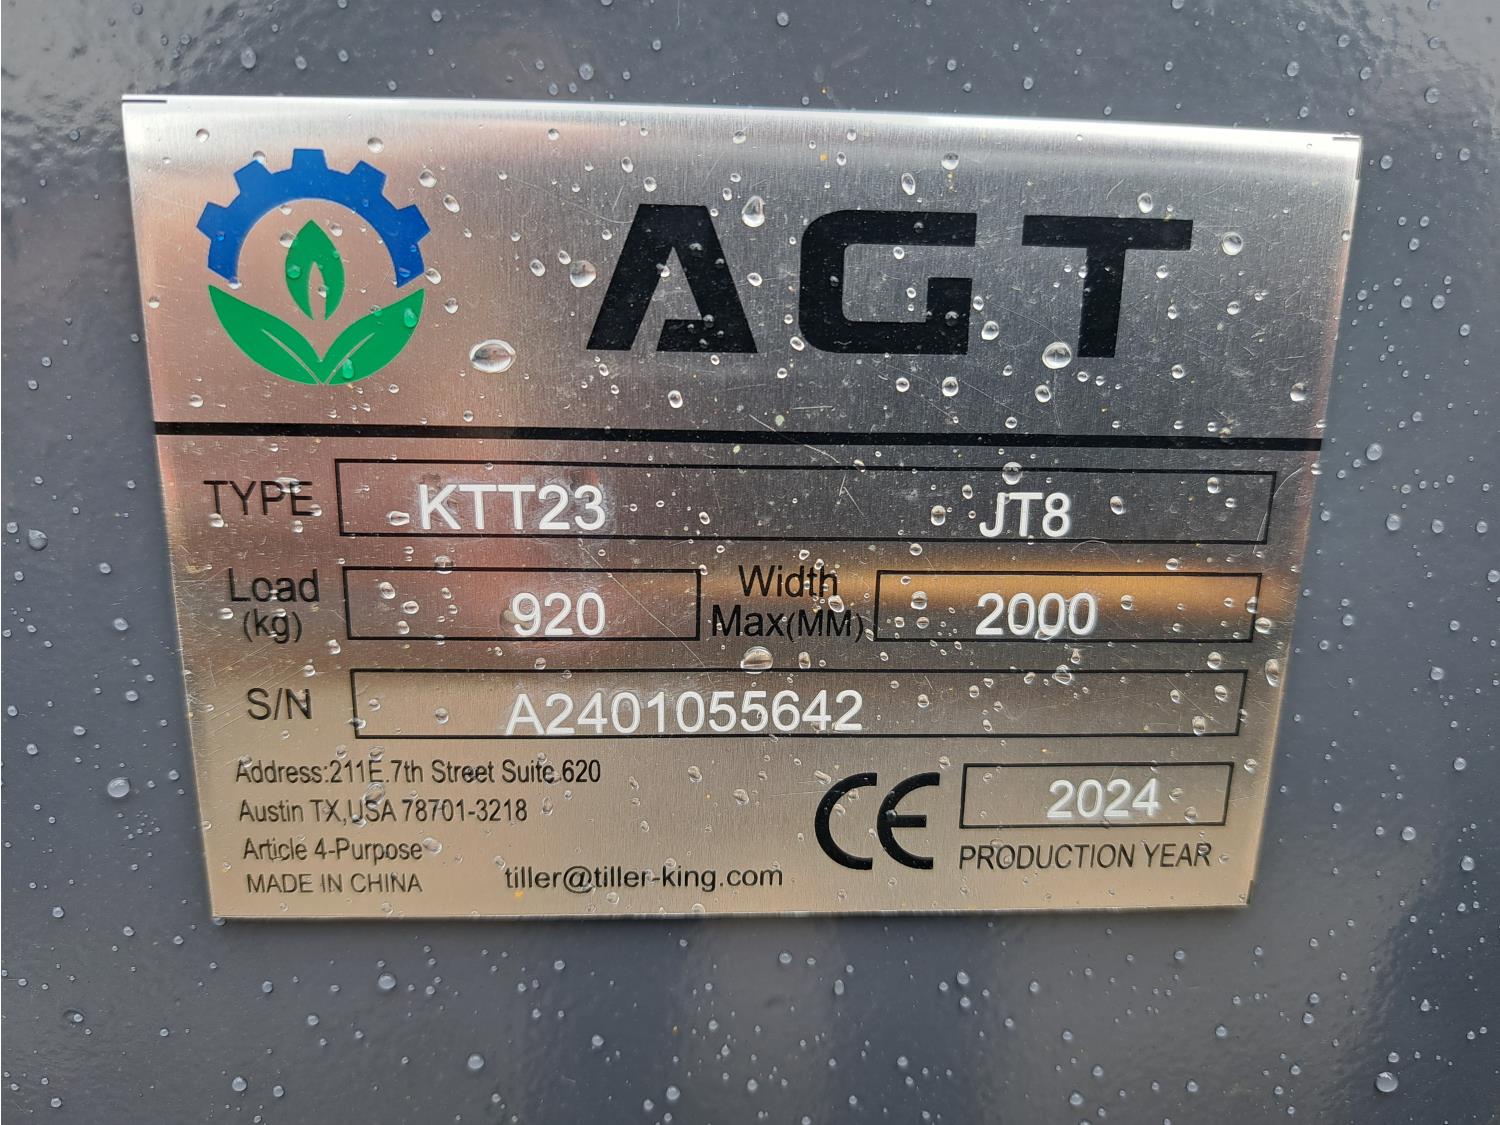 AGT
TYPE KTT23 JT8
Load (kg) 920 Width Max(MM) 2000
S/N A2401055642
Address:211E.7th Street Suite 620
Austin TX,USA 78701-3218
Article 4-Purpose
MADE IN CHINA
tiller@tiller-king.com
CE
2024
PRODUCTION YEAR